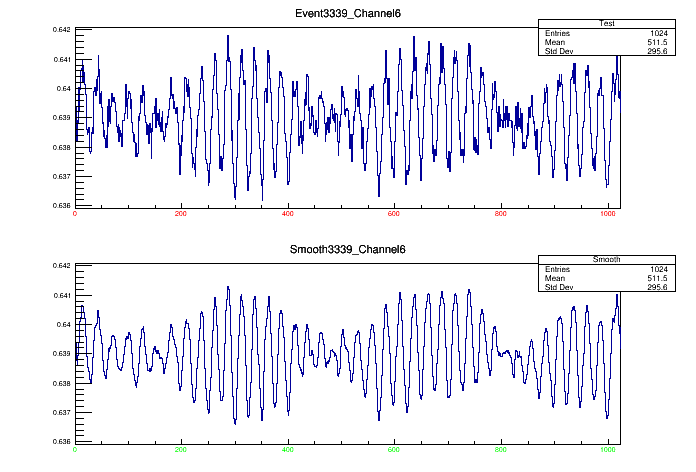 Event3339_Channel6
Test
Entries 1024
Mean 511.5
Std Dev 295.6
0.642
0.641
0.64
0.639
0.638
0.637
0.636
0 200 400 600 800 1000
Smooth3339_Channel6
Smooth
Entries 1024
Mean 511.5
Std Dev 295.6
0.642
0.641
0.64
0.639
0.638
0.637
0.636
0 200 400 600 800 1000